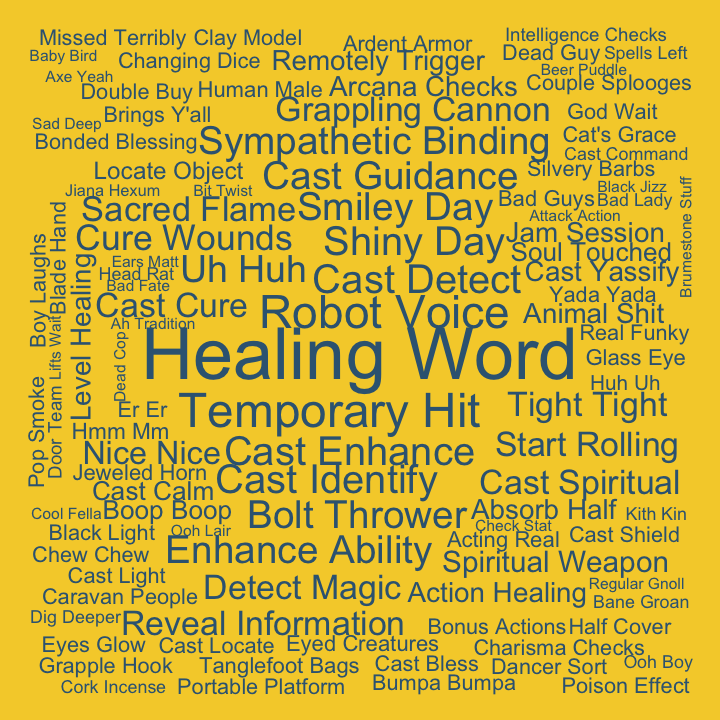 Missed Terribly
Clay Model
Ardent Armor
Intelligence Checks
Baby Bird
Changing Dice
Remotely Trigger
Dead Guy
Spells Left
Axe Yeah
Beer Puddle
Double Buy
Human Male
Arcana Checks
Couple Splooges
Brings Y'all
Grappling Cannon
God Wait
Sad Deep
Bonded Blessing
Sympathetic Binding
Cat's Grace
Cast Command
Locate Object
Cast Guidance
Silvery Barbs
Jiana Hexum
Bit Twist
Black Jizz
Sacred Flame
Smiley Day
Bad Guys
Bad Lady
Brumestone Stuff
Attack Action
Boy Laughs
Blade Hand
Cure Wounds
Shiny Day
Jam Session
Soul Touched
Ears Matt
Head Rat
Uh Huh
Cast Detect
Cast Yassify
Bad Fate
Level Healing
Cast Cure
Robot Voice
Yada Yada
Animal Shit
Ah Tradition
Real Funky
Lifts Wait
Healing Word
Glass Eye
Dead Cop
Huh Uh
Pop Smoke
Door Team
Er Er
Temporary Hit
Tight Tight
Hmm Mm
Nice Nice
Cast Enhance
Start Rolling
Jeweled Horn
Cast Identify
Cast Spiritual
Cast Calm
Cool Fella
Boop Boop
Bolt Thrower
Absorb Half
Kith Kin
Black Light
Ooh Lair
Check Stat
Acting Real
Cast Shield
Chew Chew
Enhance Ability
Spiritual Weapon
Cast Light
Detect Magic
Action Healing
Regular Gnoll
Caravan People
Bane Groan
Dig Deeper
Reveal Information
Bonus Actions
Half Cover
Eyes Glow
Cast Locate
Eyed Creatures
Charisma Checks
Grapple Hook
Tanglefoot Bags
Cast Bless
Dancer Sort
Ooh Boy
Cork Incense
Portable Platform
Bumpa Bumpa
Poison Effect